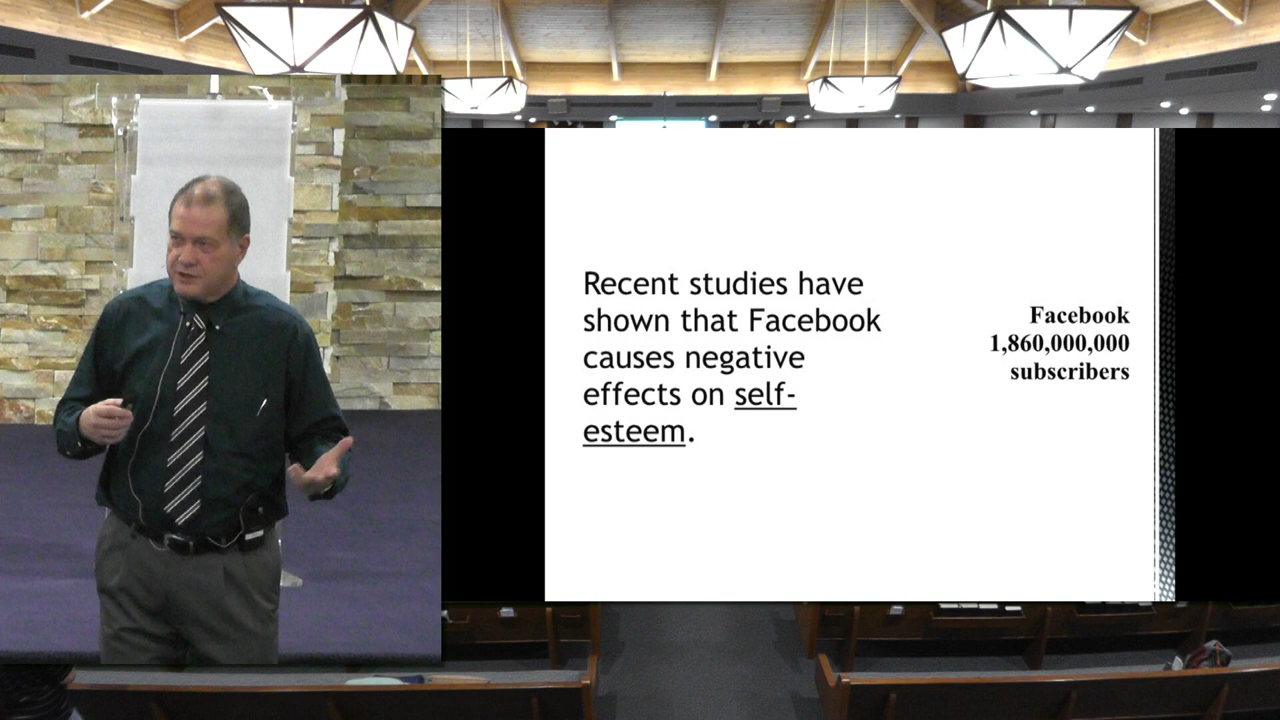 Recent studies have
shown that Facebook
causes negative
effects on self-
esteem.
Facebook
1,860,000,000
subscribers